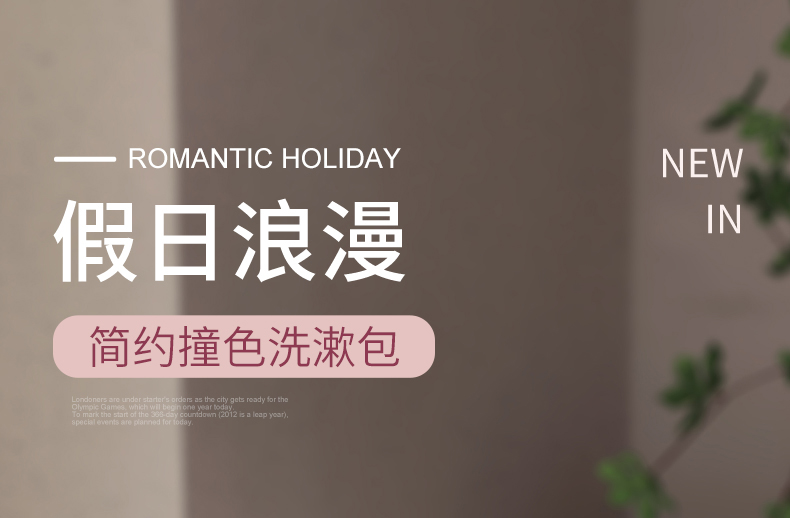 ROMANTIC HOLIDAY
NEW
IN
假日浪漫
简约撞色洗漱包
Londoners are under starter's orders as the city gets ready for the
Olympic Games, which will begin one year today.
To mark the start of the 366-day countdown (2012 is a leap year),
special events are planned for today.